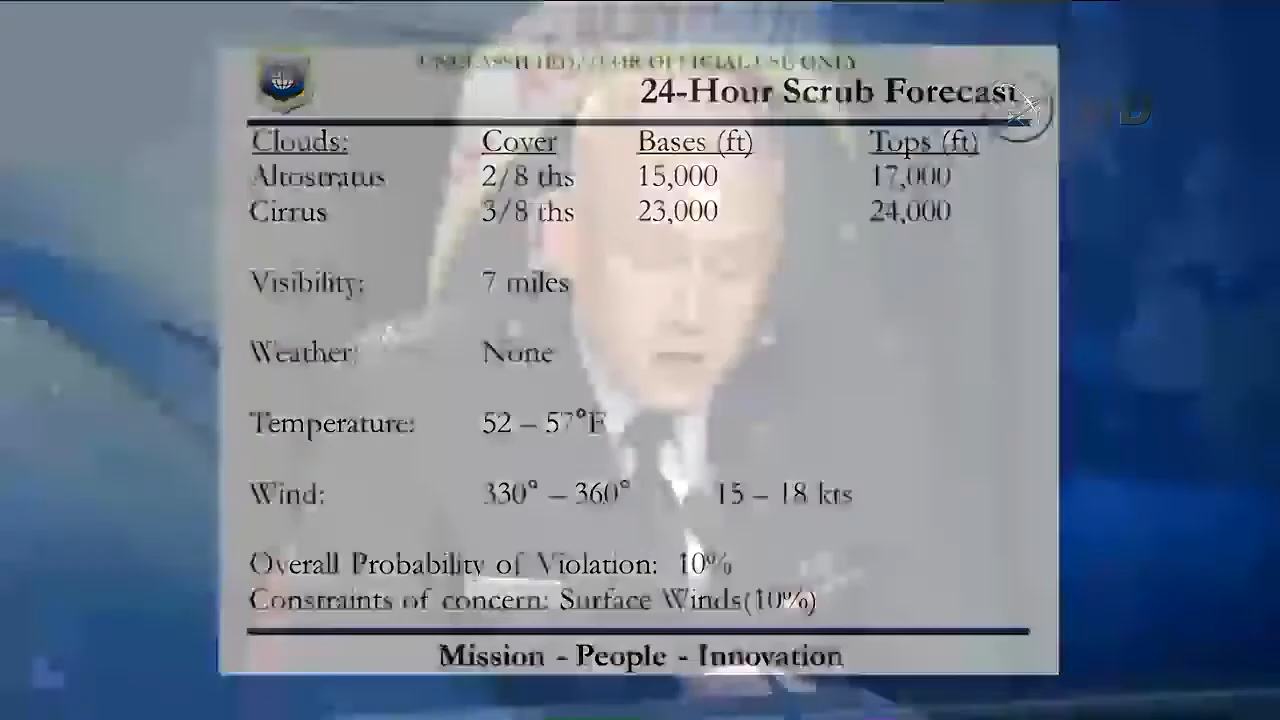 UNCLASSIFIED//FOR OFFICIAL USE ONLY
24-Hour Scrub Forecast
Clouds: Cover Bases (ft) Tops (ft)
Altostratus 2/8 ths 15,000 17,000
Cirrus 3/8 ths 23,000 24,000
Visibility: 7 miles
Weather: None
Temperature: 52 – 57°F
Wind: 330° – 360° 15 – 18 kts
Overall Probability of Violation: 10%
Constraints of concern: Surface Winds(10%)
Mission - People - Innovation